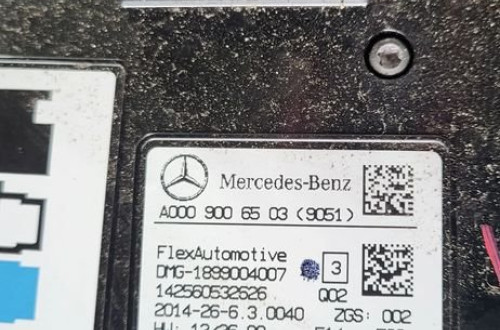 Mercedes-Benz
A000 900 65 03 (9051)
FlexAutomotive
DMG-1899004007 3
142560532626 Q02
2014-26-6.3.0040 ZGS: 002